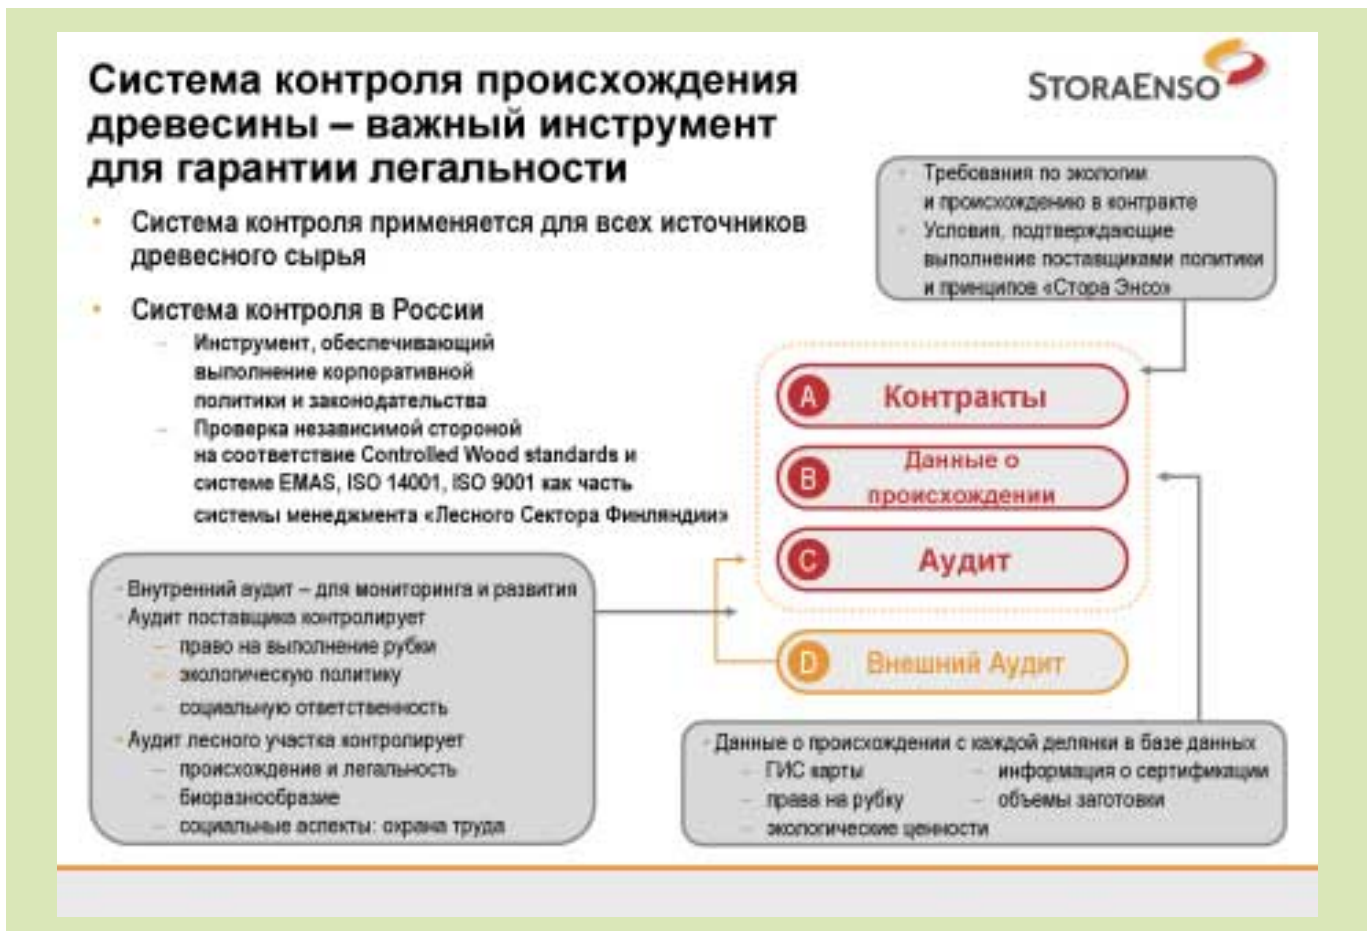 Система контроля происхождения
древесины – важный инструмент
для гарантии легальности
STORAENSO
• Система контроля применяется для всех источников
древесного сырья
• Система контроля в России
– Инструмент, обеспечивающий
выполнение корпоративной
политики и законодательства
– Проверка независимой стороной
на соответствие Controlled Wood standards и
системе EMAS, ISO 14001, ISO 9001 как часть
системы менеджмента «Лесного Сектора Финляндии»
• Требования по экологии
и происхождению в контракте
• Условия, подтверждающие
выполнение поставщиками политики
и принципов «Стора Энсо»
A Контракты
B Данные о
происхождении
C Аудит
D Внешний Аудит
• Внутренний аудит – для мониторинга и развития
• Аудит поставщика контролирует
– право на выполнение рубки
– экологическую политику
– социальную ответственность
• Аудит лесного участка контролирует
– происхождение и легальность
– биоразнообразие
– социальные аспекты: охрана труда
• Данные о происхождении с каждой делянки в базе данных
– ГИС карты – информация о сертификации
– права на рубку – объемы заготовки
– экологические ценности